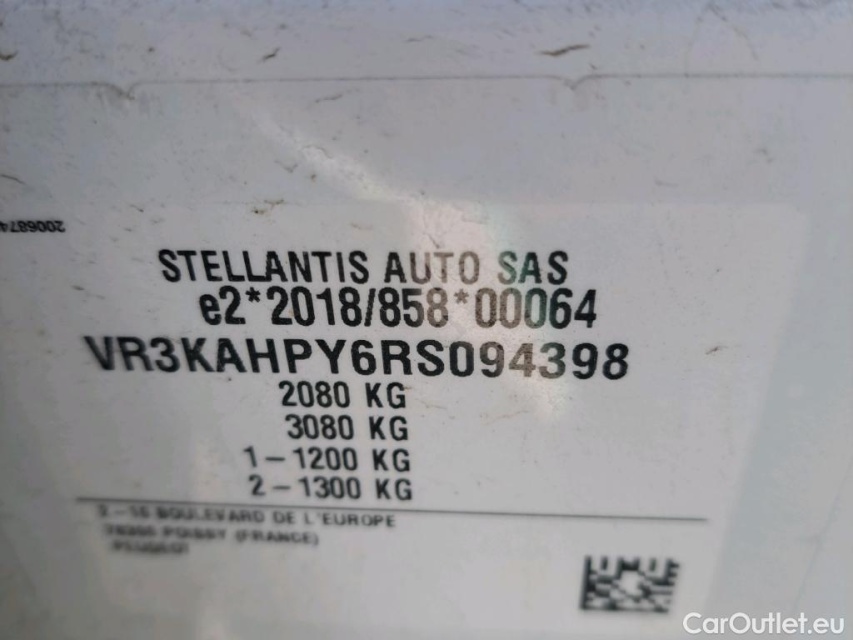 STELLANTIS AUTO SAS
e2*2018/858*00064
VR3KAHPY6RS094398
2080 KG
3080 KG
1-1200 KG
2-1300 KG
BOULEVARD DE L'EUROPE
POISSY (FRANCE)
PEUGEOT
CarOutlet.eu